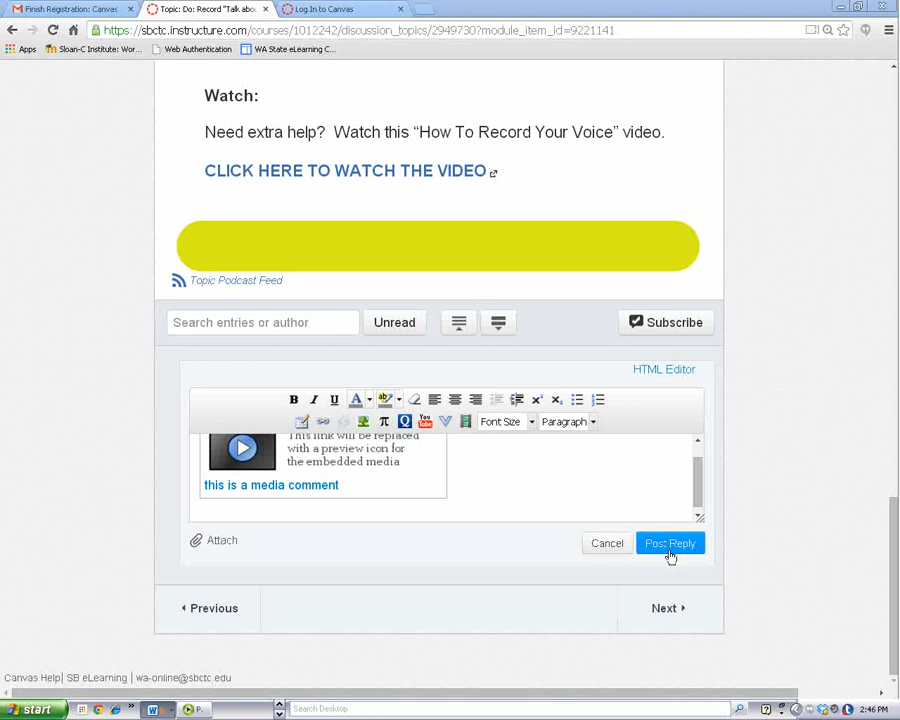 Finish Registration: Canvas
Topic: Do: Record "Talk abou
Log In to Canvas
https://sbctc.instructure.com/courses/1012242/discussion_topics/2949730?module_item_id=9221141
Apps
Sloan-C Institute: Wor...
Web Authentication
WA State eLearning C...
Watch:
Need extra help? Watch this “How To Record Your Voice” video.
CLICK HERE TO WATCH THE VIDEO
Topic Podcast Feed
Search entries or author
Unread
Subscribe
HTML Editor
B I U A ab
π Q You Tube Font Size Paragraph
This link will be replaced
with a preview icon for
the embedded media
this is a media comment
Attach
Cancel
Post Reply
Previous
Next
Canvas Help| SB eLearning | wa-online@sbctc.edu
start
P.
Search Desktop
2:46 PM